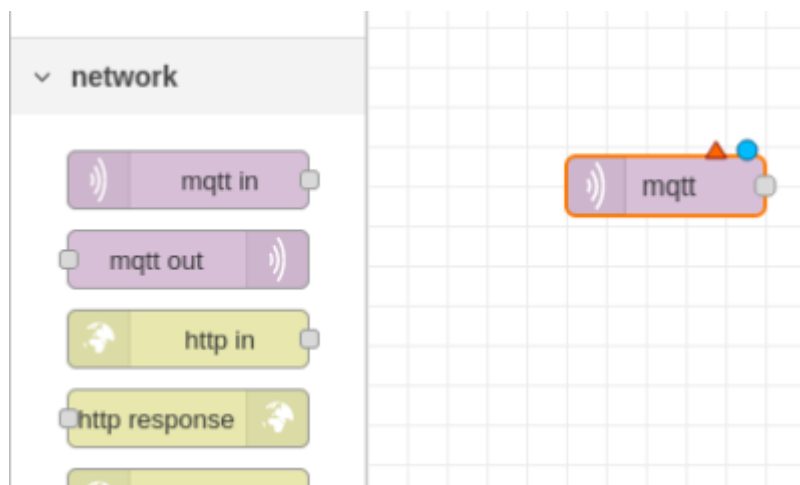 network
mqtt in
mqtt
mqtt out
http in
http response